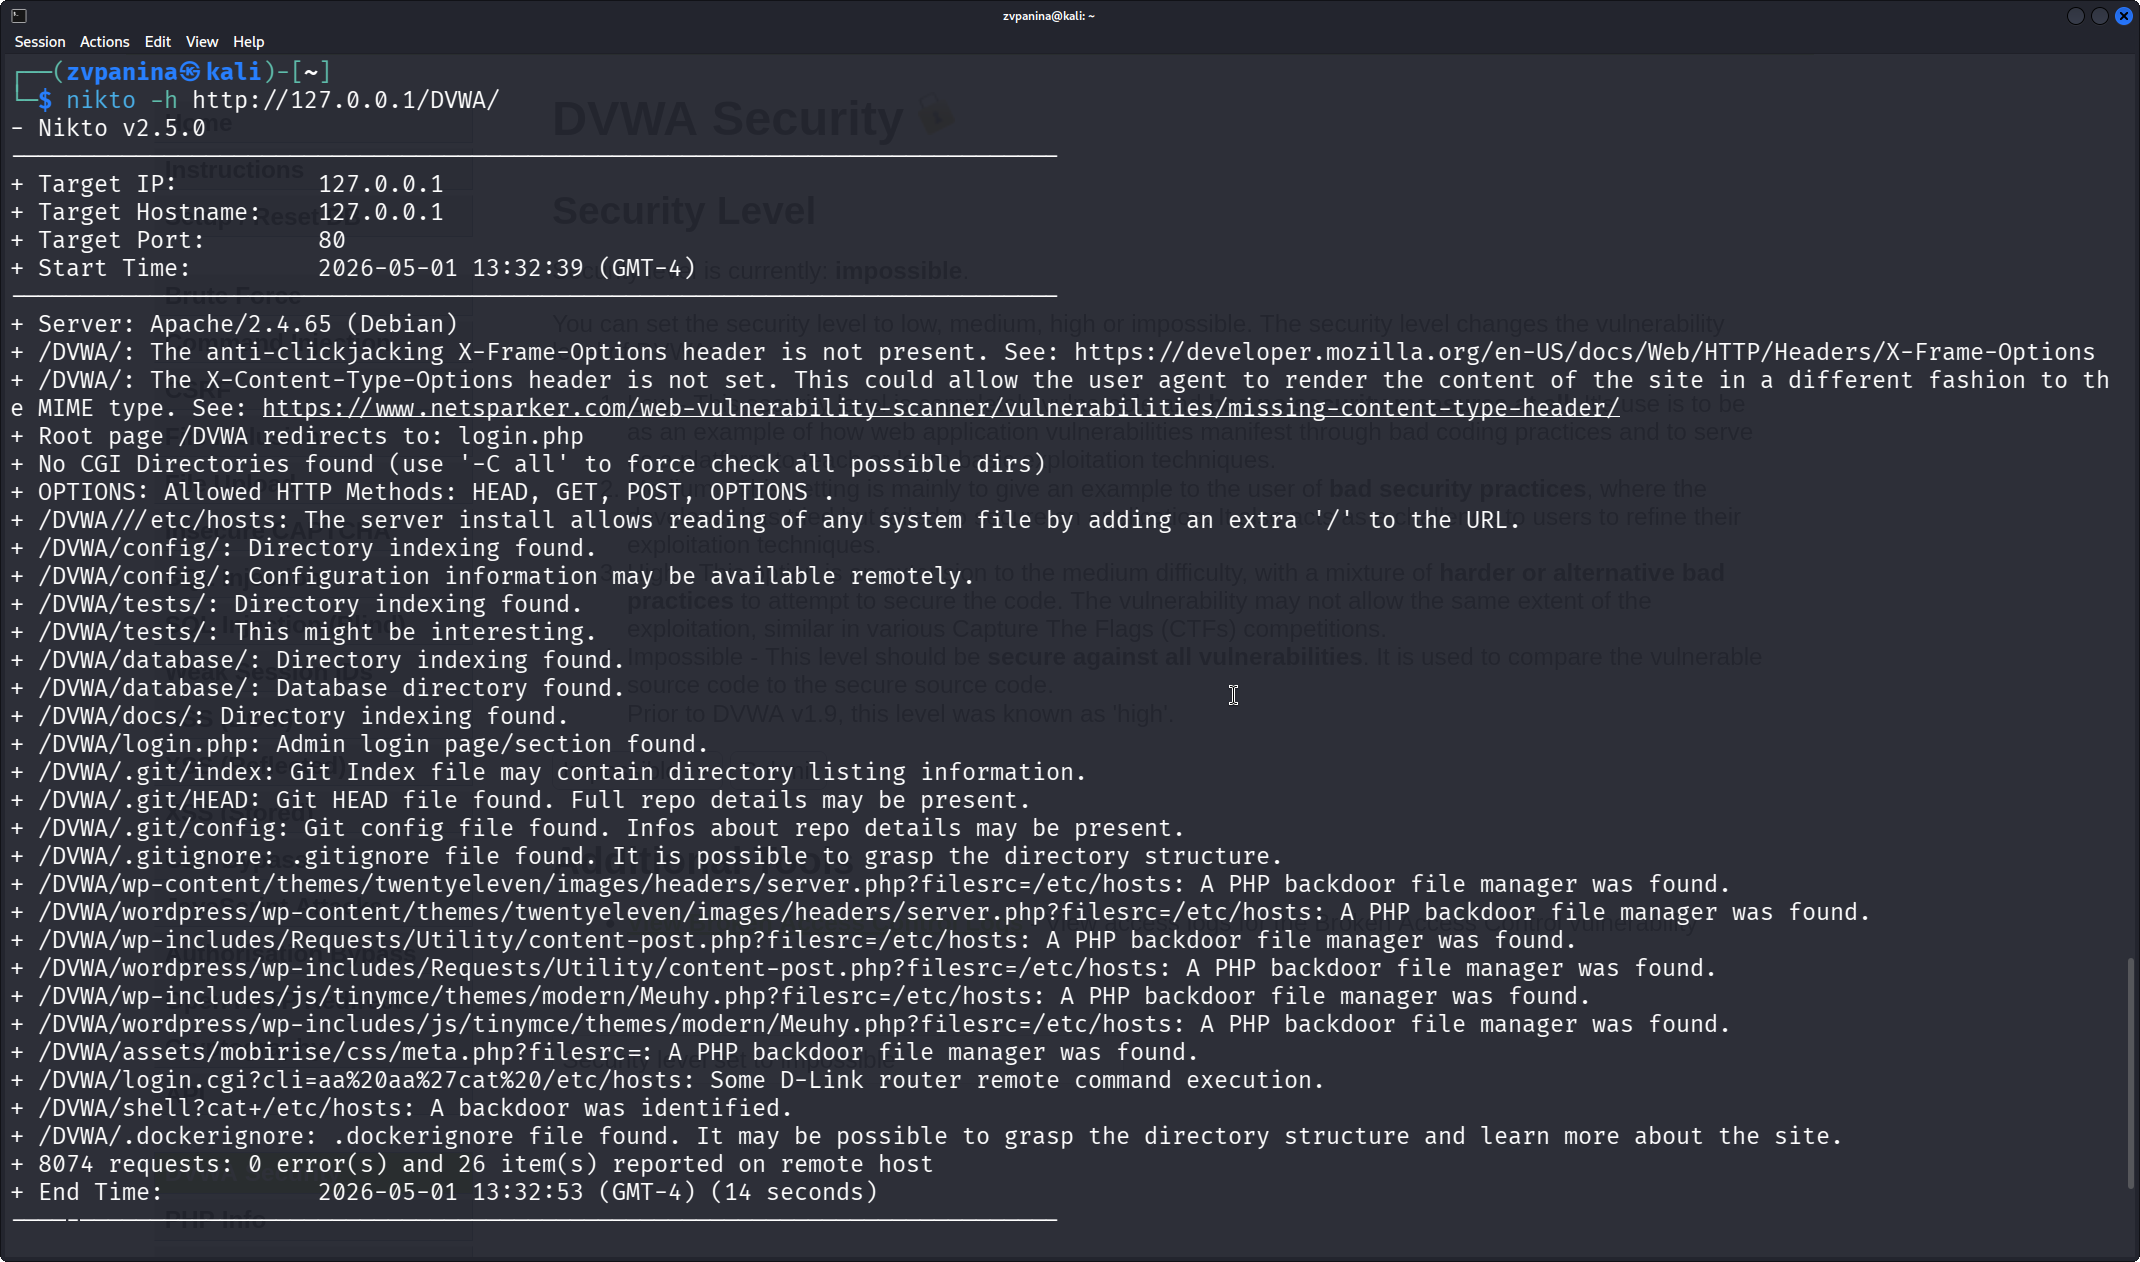 zvpanina@kali: ~
Session Actions Edit View Help
┌──(zvpanina㉿kali)-[~]
└─$ nikto -h http://127.0.0.1/DVWA/
- Nikto v2.5.0
---------------------------------------------------------------------------
+ Target IP:          127.0.0.1
+ Target Hostname:    127.0.0.1
+ Target Port:        80
+ Start Time:         2026-05-01 13:32:39 (GMT-4)
---------------------------------------------------------------------------
+ Server: Apache/2.4.65 (Debian)
+ /DVWA/: The anti-clickjacking X-Frame-Options header is not present. See: https://developer.mozilla.org/en-US/docs/Web/HTTP/Headers/X-Frame-Options
+ /DVWA/: The X-Content-Type-Options header is not set. This could allow the user agent to render the content of the site in a different fashion to th
e MIME type. See: https://www.netsparker.com/web-vulnerability-scanner/vulnerabilities/missing-content-type-header/
+ Root page /DVWA redirects to: login.php
+ No CGI Directories found (use '-C all' to force check all possible dirs)
+ OPTIONS: Allowed HTTP Methods: HEAD, GET, POST, OPTIONS .
+ /DVWA///etc/hosts: The server install allows reading of any system file by adding an extra '/' to the URL.
+ /DVWA/config/: Directory indexing found.
+ /DVWA/config/: Configuration information may be available remotely.
+ /DVWA/tests/: Directory indexing found.
+ /DVWA/tests/: This might be interesting.
+ /DVWA/database/: Directory indexing found.
+ /DVWA/database/: Database directory found.
+ /DVWA/docs/: Directory indexing found.
+ /DVWA/login.php: Admin login page/section found.
+ /DVWA/.git/index: Git Index file may contain directory listing information.
+ /DVWA/.git/HEAD: Git HEAD file found. Full repo details may be present.
+ /DVWA/.git/config: Git config file found. Infos about repo details may be present.
+ /DVWA/.gitignore: .gitignore file found. It is possible to grasp the directory structure.
+ /DVWA/wp-content/themes/twentyeleven/images/headers/server.php?filesrc=/etc/hosts: A PHP backdoor file manager was found.
+ /DVWA/wordpress/wp-content/themes/twentyeleven/images/headers/server.php?filesrc=/etc/hosts: A PHP backdoor file manager was found.
+ /DVWA/wp-includes/Requests/Utility/content-post.php?filesrc=/etc/hosts: A PHP backdoor file manager was found.
+ /DVWA/wordpress/wp-includes/Requests/Utility/content-post.php?filesrc=/etc/hosts: A PHP backdoor file manager was found.
+ /DVWA/wp-includes/js/tinymce/themes/modern/Meuhy.php?filesrc=/etc/hosts: A PHP backdoor file manager was found.
+ /DVWA/wordpress/wp-includes/js/tinymce/themes/modern/Meuhy.php?filesrc=/etc/hosts: A PHP backdoor file manager was found.
+ /DVWA/assets/mobirise/css/meta.php?filesrc=: A PHP backdoor file manager was found.
+ /DVWA/login.cgi?cli=aa%20aa%27cat%20/etc/hosts: Some D-Link router remote command execution.
+ /DVWA/shell?cat+/etc/hosts: A backdoor was identified.
+ /DVWA/.dockerignore: .dockerignore file found. It may be possible to grasp the directory structure and learn more about the site.
+ 8074 requests: 0 error(s) and 26 item(s) reported on remote host
+ End Time:           2026-05-01 13:32:53 (GMT-4) (14 seconds)
---------------------------------------------------------------------------